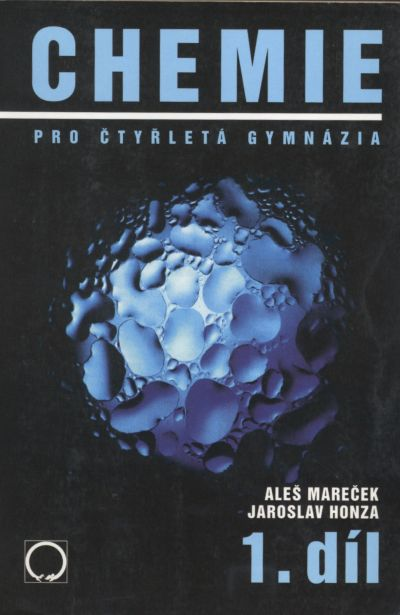 CHEMIE
PRO ČTYŘLETÁ GYMNÁZIA
ALEŠ MAREČEK
JAROSLAV HONZA
1. díl